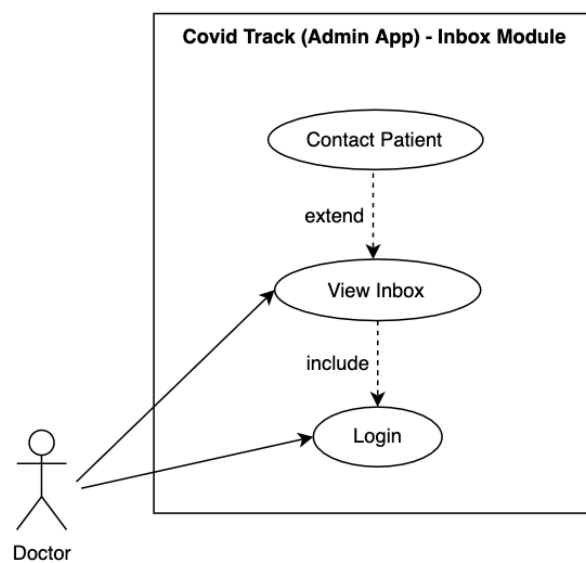 Covid Track (Admin App) - Inbox Module
Contact Patient
extend
View Inbox
include
Login
Doctor